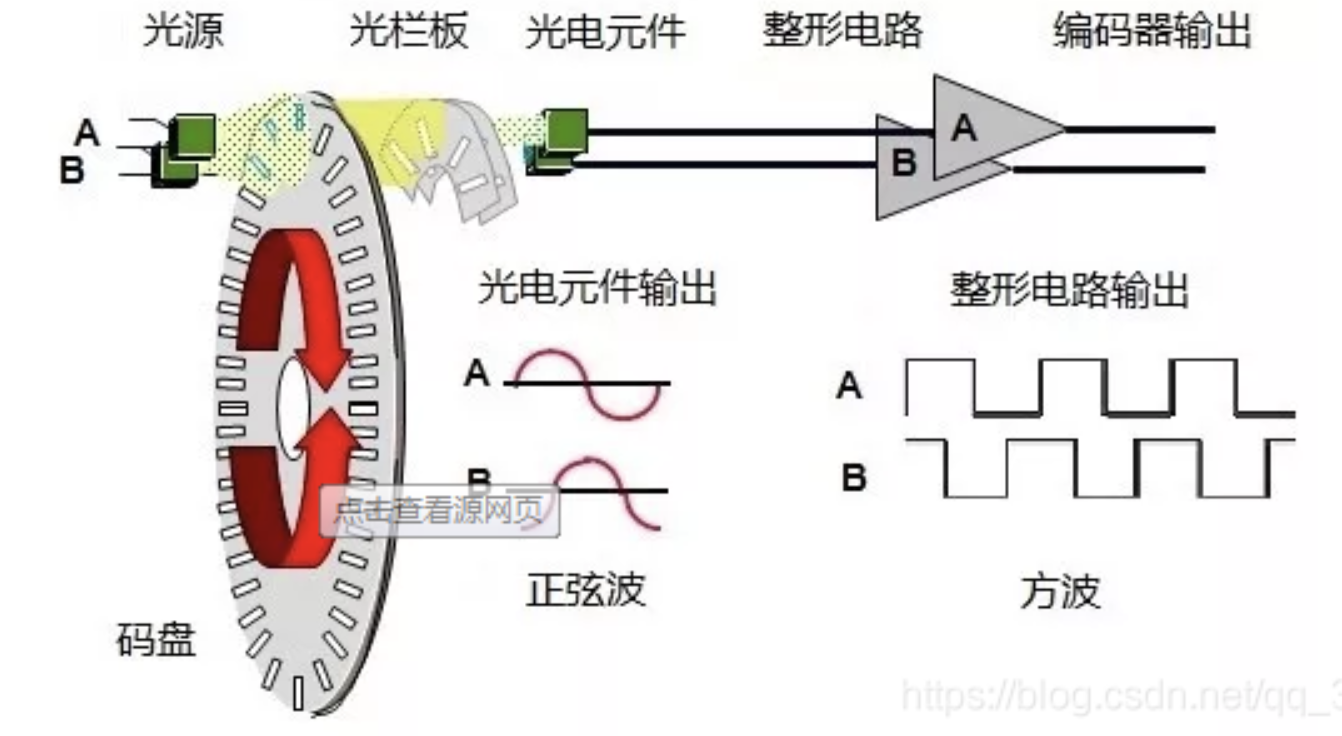 光源 光栏板 光电元件 整形电路 编码器输出
A
B
A
B
光电元件输出 整形电路输出
A
B
点击查看源网页
A
B
正弦波 方波
码盘
https://blog.csdn.net/qq_3